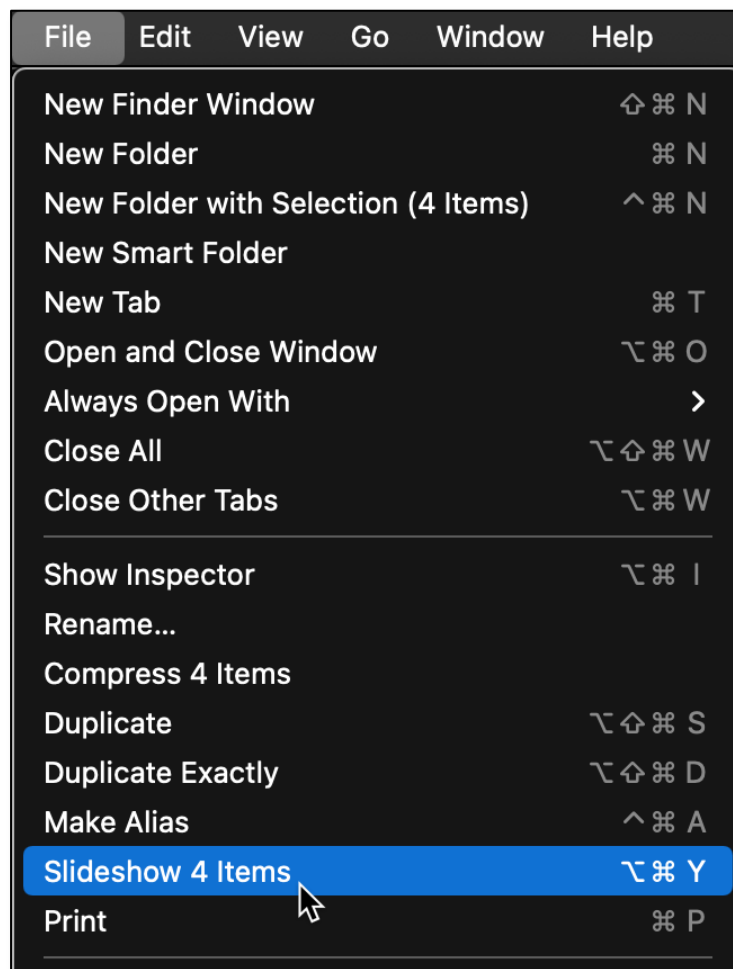 File Edit View Go Window Help
New Finder Window ⇧⌘N
New Folder ⌘N
New Folder with Selection (4 Items) ^⌘N
New Smart Folder
New Tab ⌘T
Open and Close Window ⌥⌘O
Always Open With >
Close All ⌥⇧⌘W
Close Other Tabs ⌥⌘W
Show Inspector ⌥⌘I
Rename...
Compress 4 Items
Duplicate ⌥⇧⌘S
Duplicate Exactly ⌥⇧⌘D
Make Alias ^⌘A
Slideshow 4 Items ⌥⌘Y
Print ⌘P